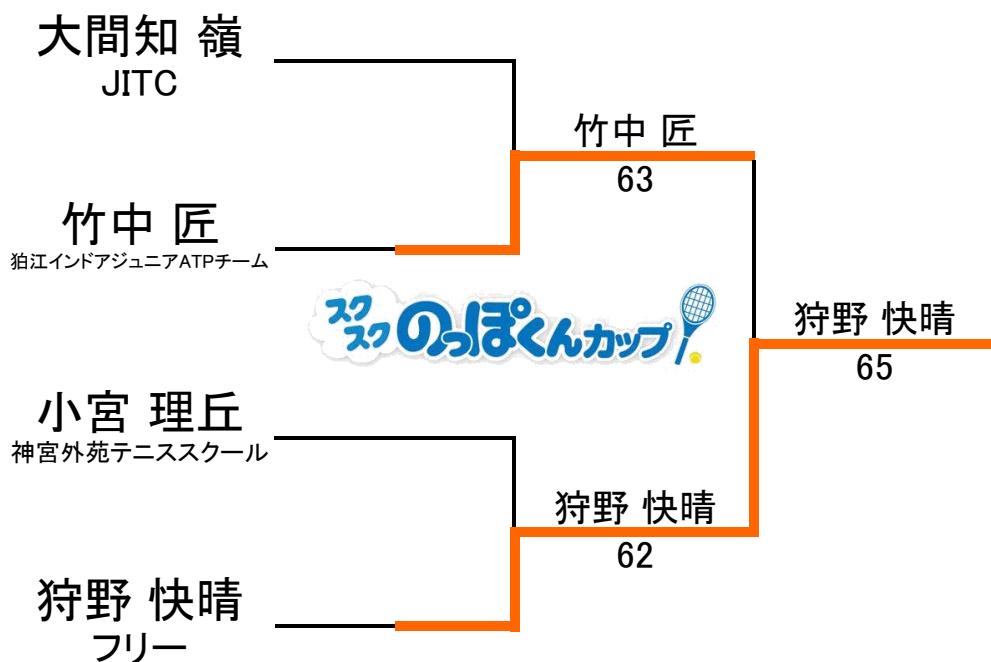 大間知 嶺
JITC
竹中 匠
63
竹中 匠
狛江インドアジュニアATPチーム
スク
スク のっぽくんカップ
狩野 快晴
65
小宮 理丘
神宮外苑テニススクール
狩野 快晴
62
狩野 快晴
フリー